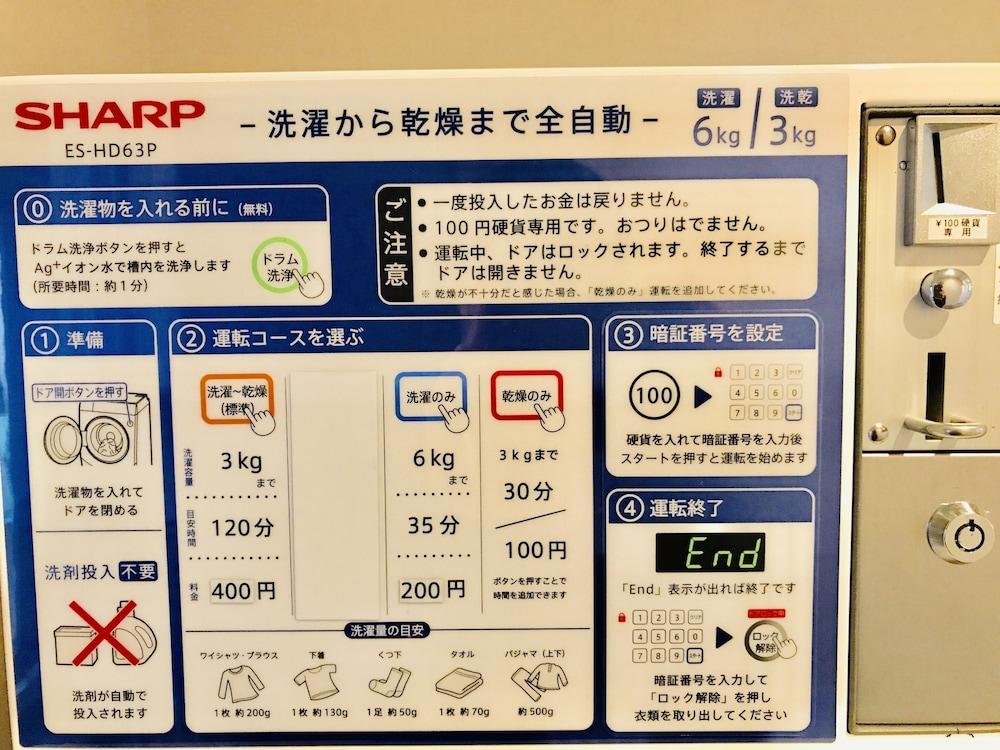 SHARP
ES-HD63P
−洗濯から乾燥まで全自動−
洗濯 6kg / 洗乾 3kg
⓪ 洗濯物を入れる前に (無料)
ドラム洗浄ボタンを押すと
Ag⁺イオン水で槽内を洗浄します
(所要時間：約1分)
ドラム
洗浄
ご注意
● 一度投入したお金は戻りません。
● 100円硬貨専用です。おつりはでません。
● 運転中、ドアはロックされます。終了するまで
ドアは開きません。
※ 乾燥が不十分だと感じた場合、「乾燥のみ」運転を追加してください。
¥100硬貨
専用
① 準備
ドア開ボタンを押す
洗濯物を入れて
ドアを閉める
洗剤投入 不要
洗剤が自動で
投入されます
② 運転コースを選ぶ
洗濯〜乾燥
(標準)
洗濯のみ
乾燥のみ
洗濯容量
3kg
まで
6kg
まで
3kgまで
目安時間
120分
35分
30分
料金
400円
200円
100円
ボタンを押すことで
時間を追加できます
洗濯量の目安
ワイシャツ・ブラウス
下着
くつ下
タオル
パジャマ（上下）
1枚 約200g
1枚 約130g
1足 約50g
1枚 約70g
約500g
③ 暗証番号を設定
100
1 2 3 クリア
4 5 6 0
7 8 9 スタート
硬貨を入れて暗証番号を入力後
スタートを押すと運転を始めます
④ 運転終了
End
「End」表示が出れば終了です
1 2 3 クリア
4 5 6 0
7 8 9 スタート
ドアロック中
ロック
解除
暗証番号を入力して
「ロック解除」を押し
衣類を取り出してください